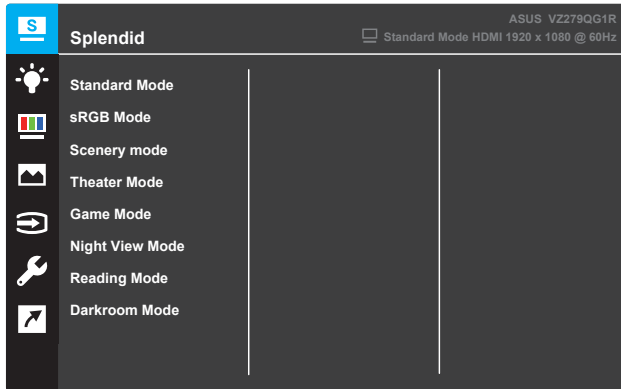 S
Splendid
ASUS VZ279QG1R
Standard Mode HDMI 1920 x 1080 @ 60Hz
Standard Mode
sRGB Mode
Scenery mode
Theater Mode
Game Mode
Night View Mode
Reading Mode
Darkroom Mode